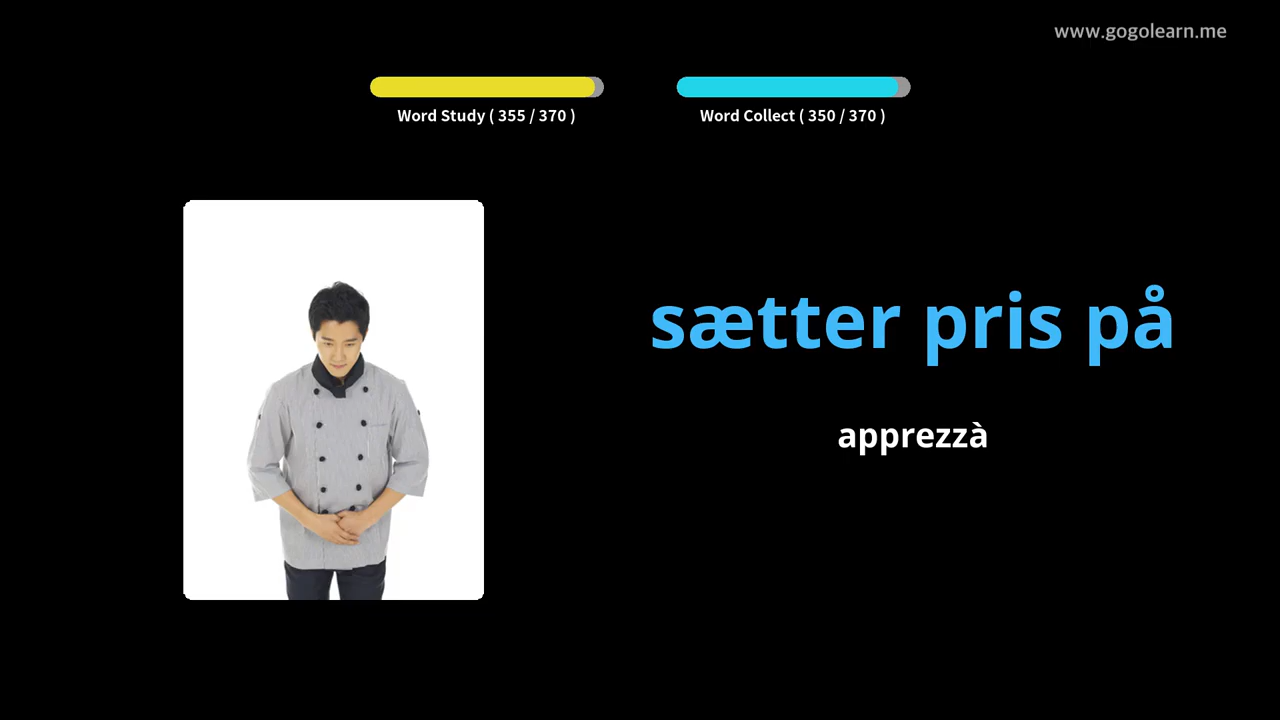 www.gogolearn.me
Word Study ( 355 / 370 )
Word Collect ( 350 / 370 )
sætter pris på
apprezzà